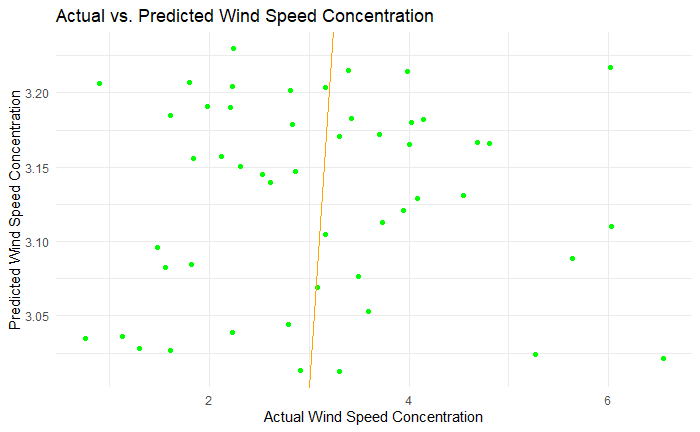 Actual vs. Predicted Wind Speed Concentration
Predicted Wind Speed Concentration
3.20
3.15
3.10
3.05
2 4 6
Actual Wind Speed Concentration